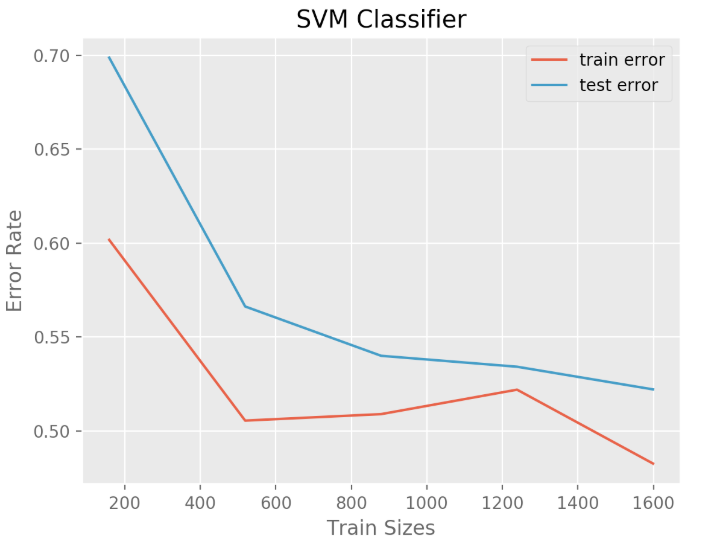 SVM Classifier
train error
test error
0.70
0.65
0.60
0.55
0.50
Error Rate
200 400 600 800 1000 1200 1400 1600
Train Sizes